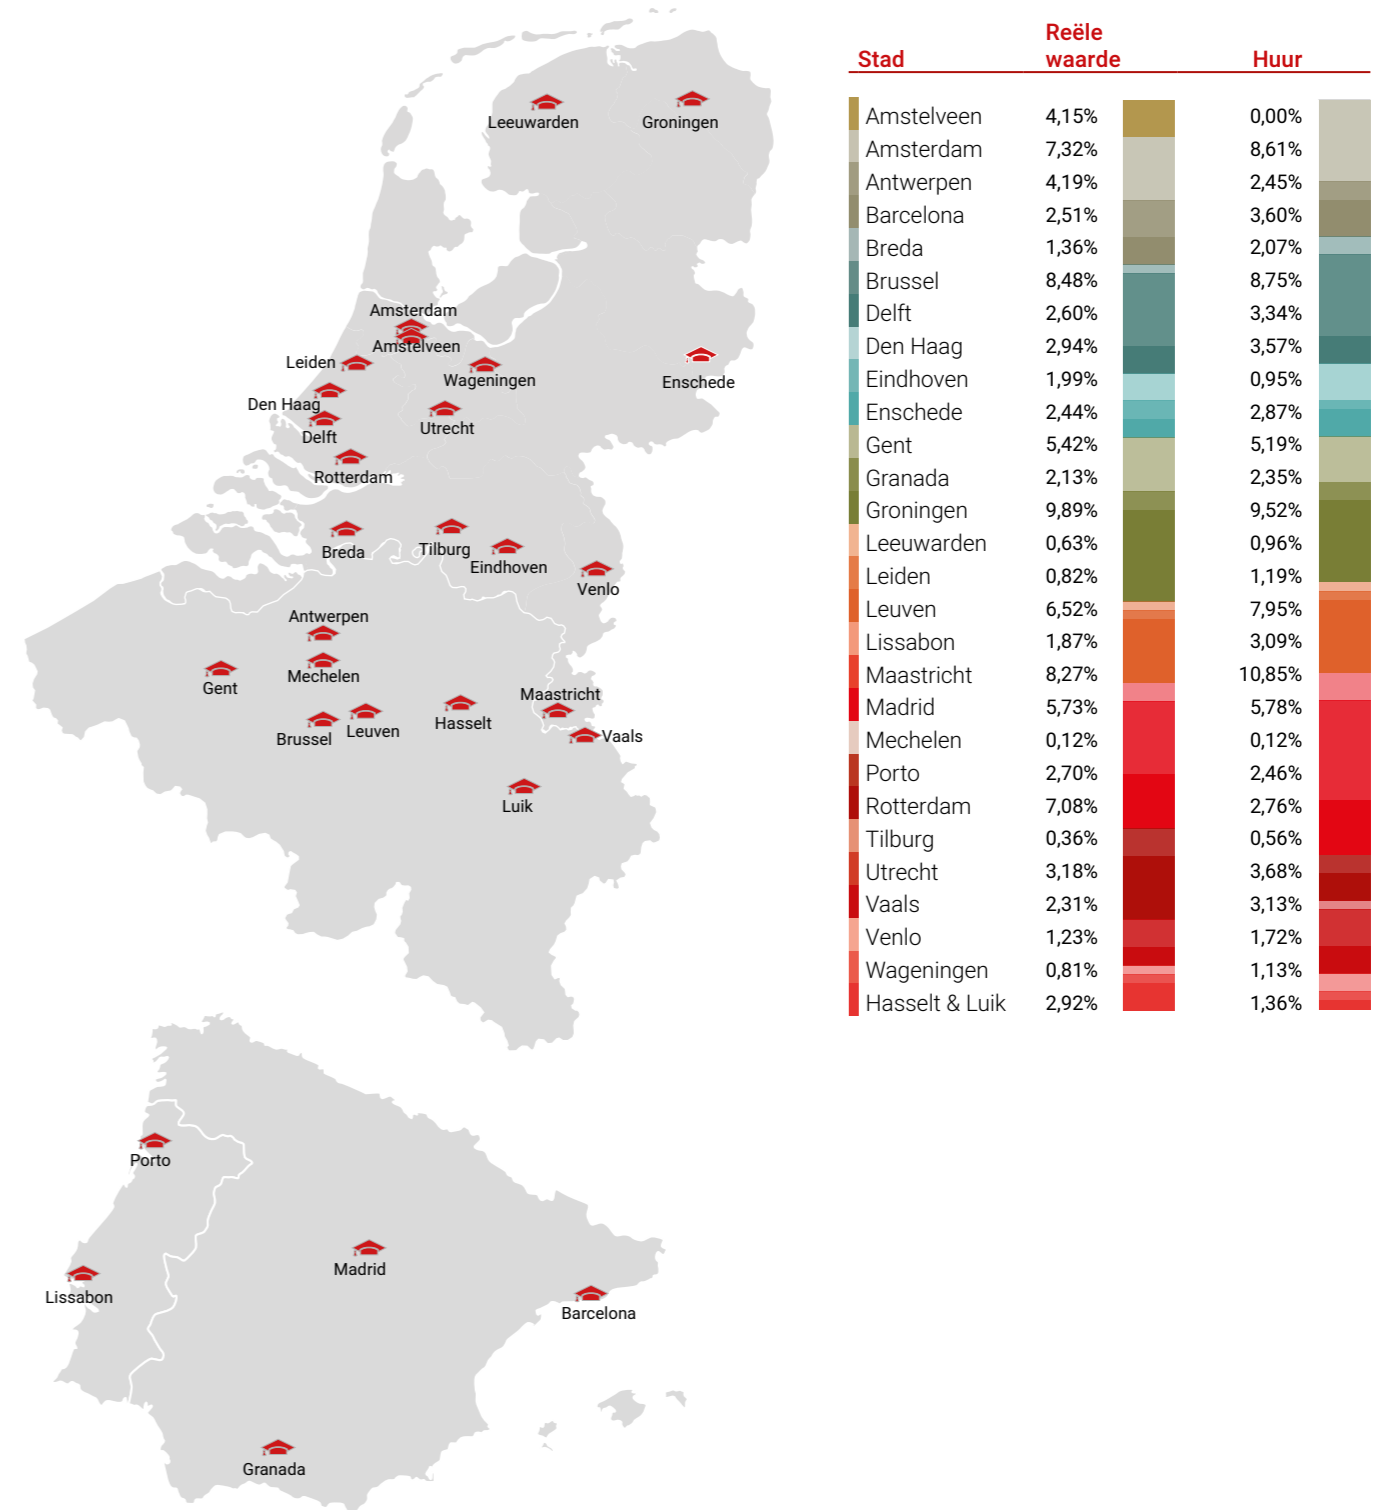 Leeuwarden
Groningen
Amsterdam
Amstelveen
Leiden
Wageningen
Enschede
Den Haag
Utrecht
Delft
Rotterdam
Breda
Tilburg
Eindhoven
Venlo
Antwerpen
Mechelen
Gent
Maastricht
Hasselt
Leuven
Brussel
Vaals
Luik
Porto
Madrid
Lissabon
Barcelona
Granada
Stad Reële waarde Huur
Amstelveen 4,15% 0,00%
Amsterdam 7,32% 8,61%
Antwerpen 4,19% 2,45%
Barcelona 2,51% 3,60%
Breda 1,36% 2,07%
Brussel 8,48% 8,75%
Delft 2,60% 3,34%
Den Haag 2,94% 3,57%
Eindhoven 1,99% 0,95%
Enschede 2,44% 2,87%
Gent 5,42% 5,19%
Granada 2,13% 2,35%
Groningen 9,89% 9,52%
Leeuwarden 0,63% 0,96%
Leiden 0,82% 1,19%
Leuven 6,52% 7,95%
Lissabon 1,87% 3,09%
Maastricht 8,27% 10,85%
Madrid 5,73% 5,78%
Mechelen 0,12% 0,12%
Porto 2,70% 2,46%
Rotterdam 7,08% 2,76%
Tilburg 0,36% 0,56%
Utrecht 3,18% 3,68%
Vaals 2,31% 3,13%
Venlo 1,23% 1,72%
Wageningen 0,81% 1,13%
Hasselt & Luik 2,92% 1,36%